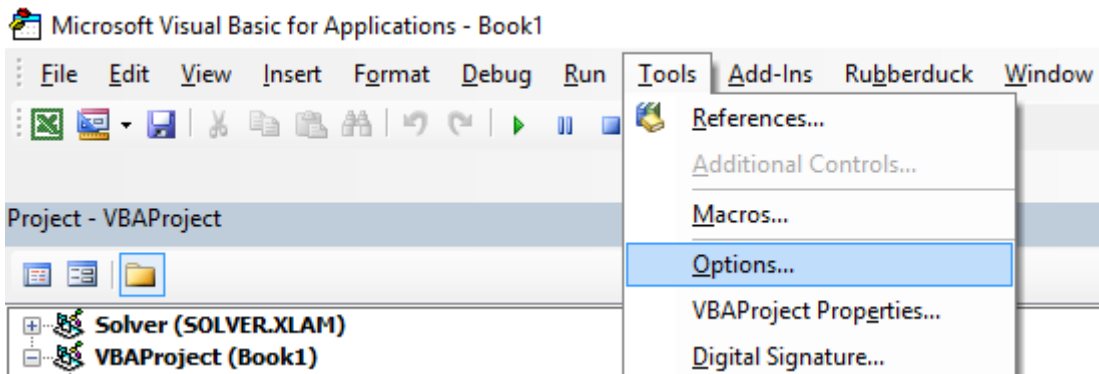 Microsoft Visual Basic for Applications - Book1
File Edit View Insert Format Debug Run Tools Add-Ins Rubberduck Window
References...
Additional Controls...
Project - VBAProject
Macros...
Options...
VBAProject Properties...
Solver (SOLVER.XLAM)
VBAProject (Book1)
Digital Signature...